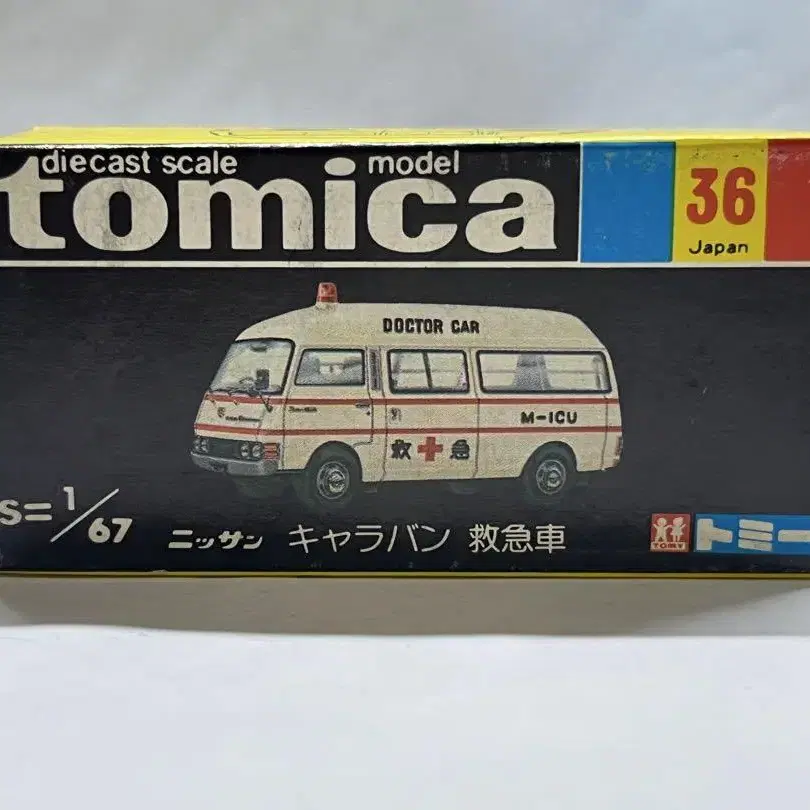 diecast scale model
tomica
36
Japan
DOCTOR CAR
M-ICU
救急
S=1/67
ニッサン キャラバン 救急車
TOMY
トミー